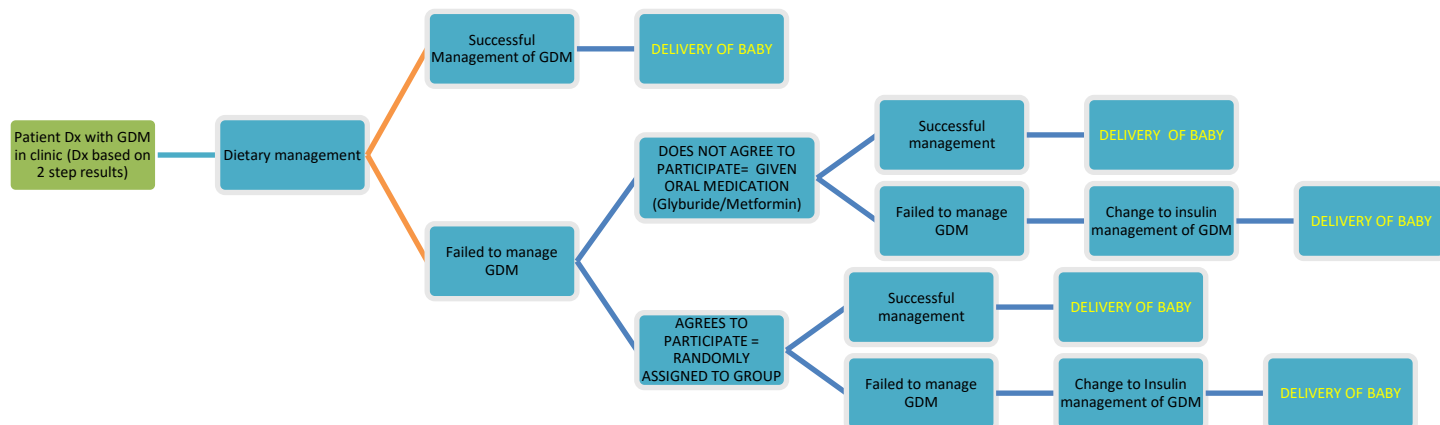 Patient Dx with GDM
in clinic (Dx based on
2 step results)
Dietary management
Successful
Management of GDM
DELIVERY OF BABY
Failed to manage
GDM
DOES NOT AGREE TO
PARTICIPATE= GIVEN
ORAL MEDICATION
(Glyburide/Metformin)
Successful
management
DELIVERY OF BABY
Failed to manage
GDM
Change to insulin
management of GDM
DELIVERY OF BABY
AGREES TO
PARTICIPATE =
RANDOMLY
ASSIGNED TO GROUP
Successful
management
DELIVERY OF BABY
Failed to manage
GDM
Change to Insulin
management of GDM
DELIVERY OF BABY